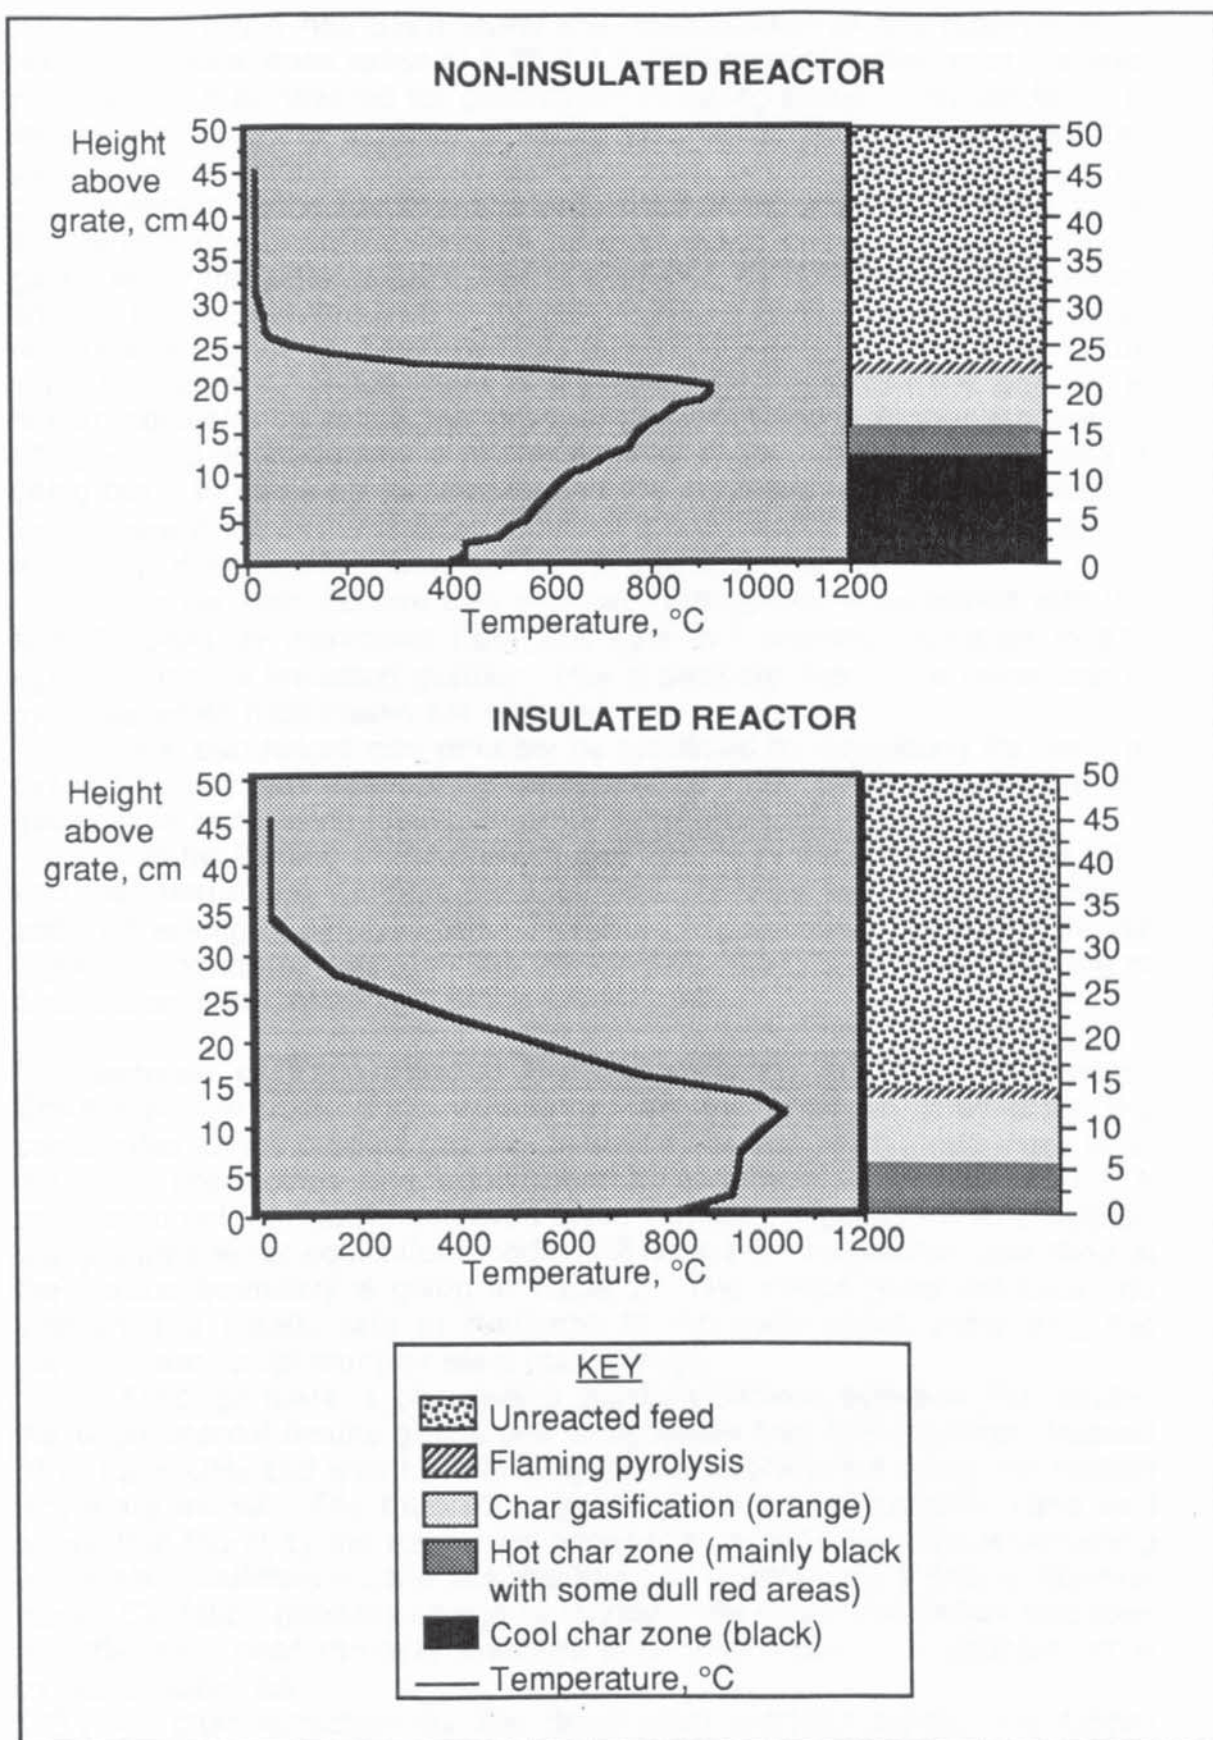 NON-INSULATED REACTOR
Height
above
grate, cm
50
45
40
35
30
25
20
15
10
5
0
50
45
40
35
30
25
20
15
10
5
0
0 200 400 600 800 1000 1200
Temperature, °C
INSULATED REACTOR
Height
above
grate, cm
50
45
40
35
30
25
20
15
10
5
0
50
45
40
35
30
25
20
15
10
5
0
0 200 400 600 800 1000 1200
Temperature, °C
KEY
Unreacted feed
Flaming pyrolysis
Char gasification (orange)
Hot char zone (mainly black
with some dull red areas)
Cool char zone (black)
Temperature, °C